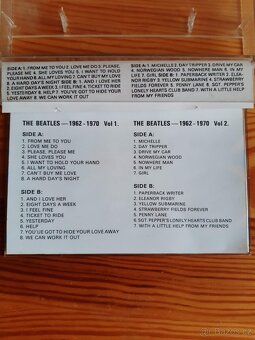 SIDE A: 1. FROM ME TO YOU 2. LOVE ME DO 3. PLEASE,
PLEASE ME 4. SHE LOVES YOU 5. I WANT TO HOLD YOUR
HAND 6. ALL MY LOVING 7. CAN'T BUY MY LOVE
8. A HARD DAY'S NIGHT SIDE B: 1. AND I LOVE HER
2. EIGHT DAYS A WEEK 3. I FEEL FINE 4. TICKET TO RIDE
5. YESTERDAY 6. HELP 7. YOU'VE GOT TO HIDE YOUR LOVE
AWAY 8. WE CAN WORK IT OUT
SIDE A: 1. MICHELLE 2. DAY TRIPPER 3. DRIVE MY CAR
4. NORWEGIAN WOOD 5. NOWHERE MAN 6. IN MY
LIFE 7. GIRL SIDE B: 1. PAPERBACK WRITER 2. ELEA-
NOR RIGBY 3. YELLOW SUBMARINE 4. STRAWBERRY
FIELDS FOREVER 5. PENNY LANE 6. SGT. PEPPER'S
LONELY HEARTS CLUB BAND 7. WITH A LITTLE HELP
FROM MY FRIENDS
THE BEATLES — 1962 - 1970 Vol 1.
SIDE A:
1. FROM ME TO YOU
2. LOVE ME DO
3. PLEASE, PLEASE ME
4. SHE LOVES YOU
5. I WANT TO HOLD YOUR HAND
6. ALL MY LOVING
7. CAN'T BUY MY LOVE
8. A HARD DAY'S NIGHT
SIDE B:
1. AND I LOVE HER
2. EIGHT DAYS A WEEK
3. I FEEL FINE
4. TICKET TO RIDE
5. YESTERDAY
6. HELP
7. YOU'UE GOT TO HIDE YOUR LOVE AWAY
8. WE CAN WORK IT OUT
THE BEATLES — 1962 - 1970 Vol 2.
SIDE A:
1. MICHELLE
2. DAY TRIPPER
3. DRIVE MY CAR
4. NORWEGIAN WOOD
5. NOWHERE MAN
6. IN MY LIFE
7. GIRL
SIDE B:
1. PAPERBACK WRITER
2. ELEANOR RIGBY
3. YELLOW SUBMARINE
4. STRAWBERRY FIELDS FOREVER
5. PENNY LANE
6. SGT. PEPPER'S LONELY HEARTS CLUB BAND
7. WITH A LITTLE HELP FROM MY FRIENDS